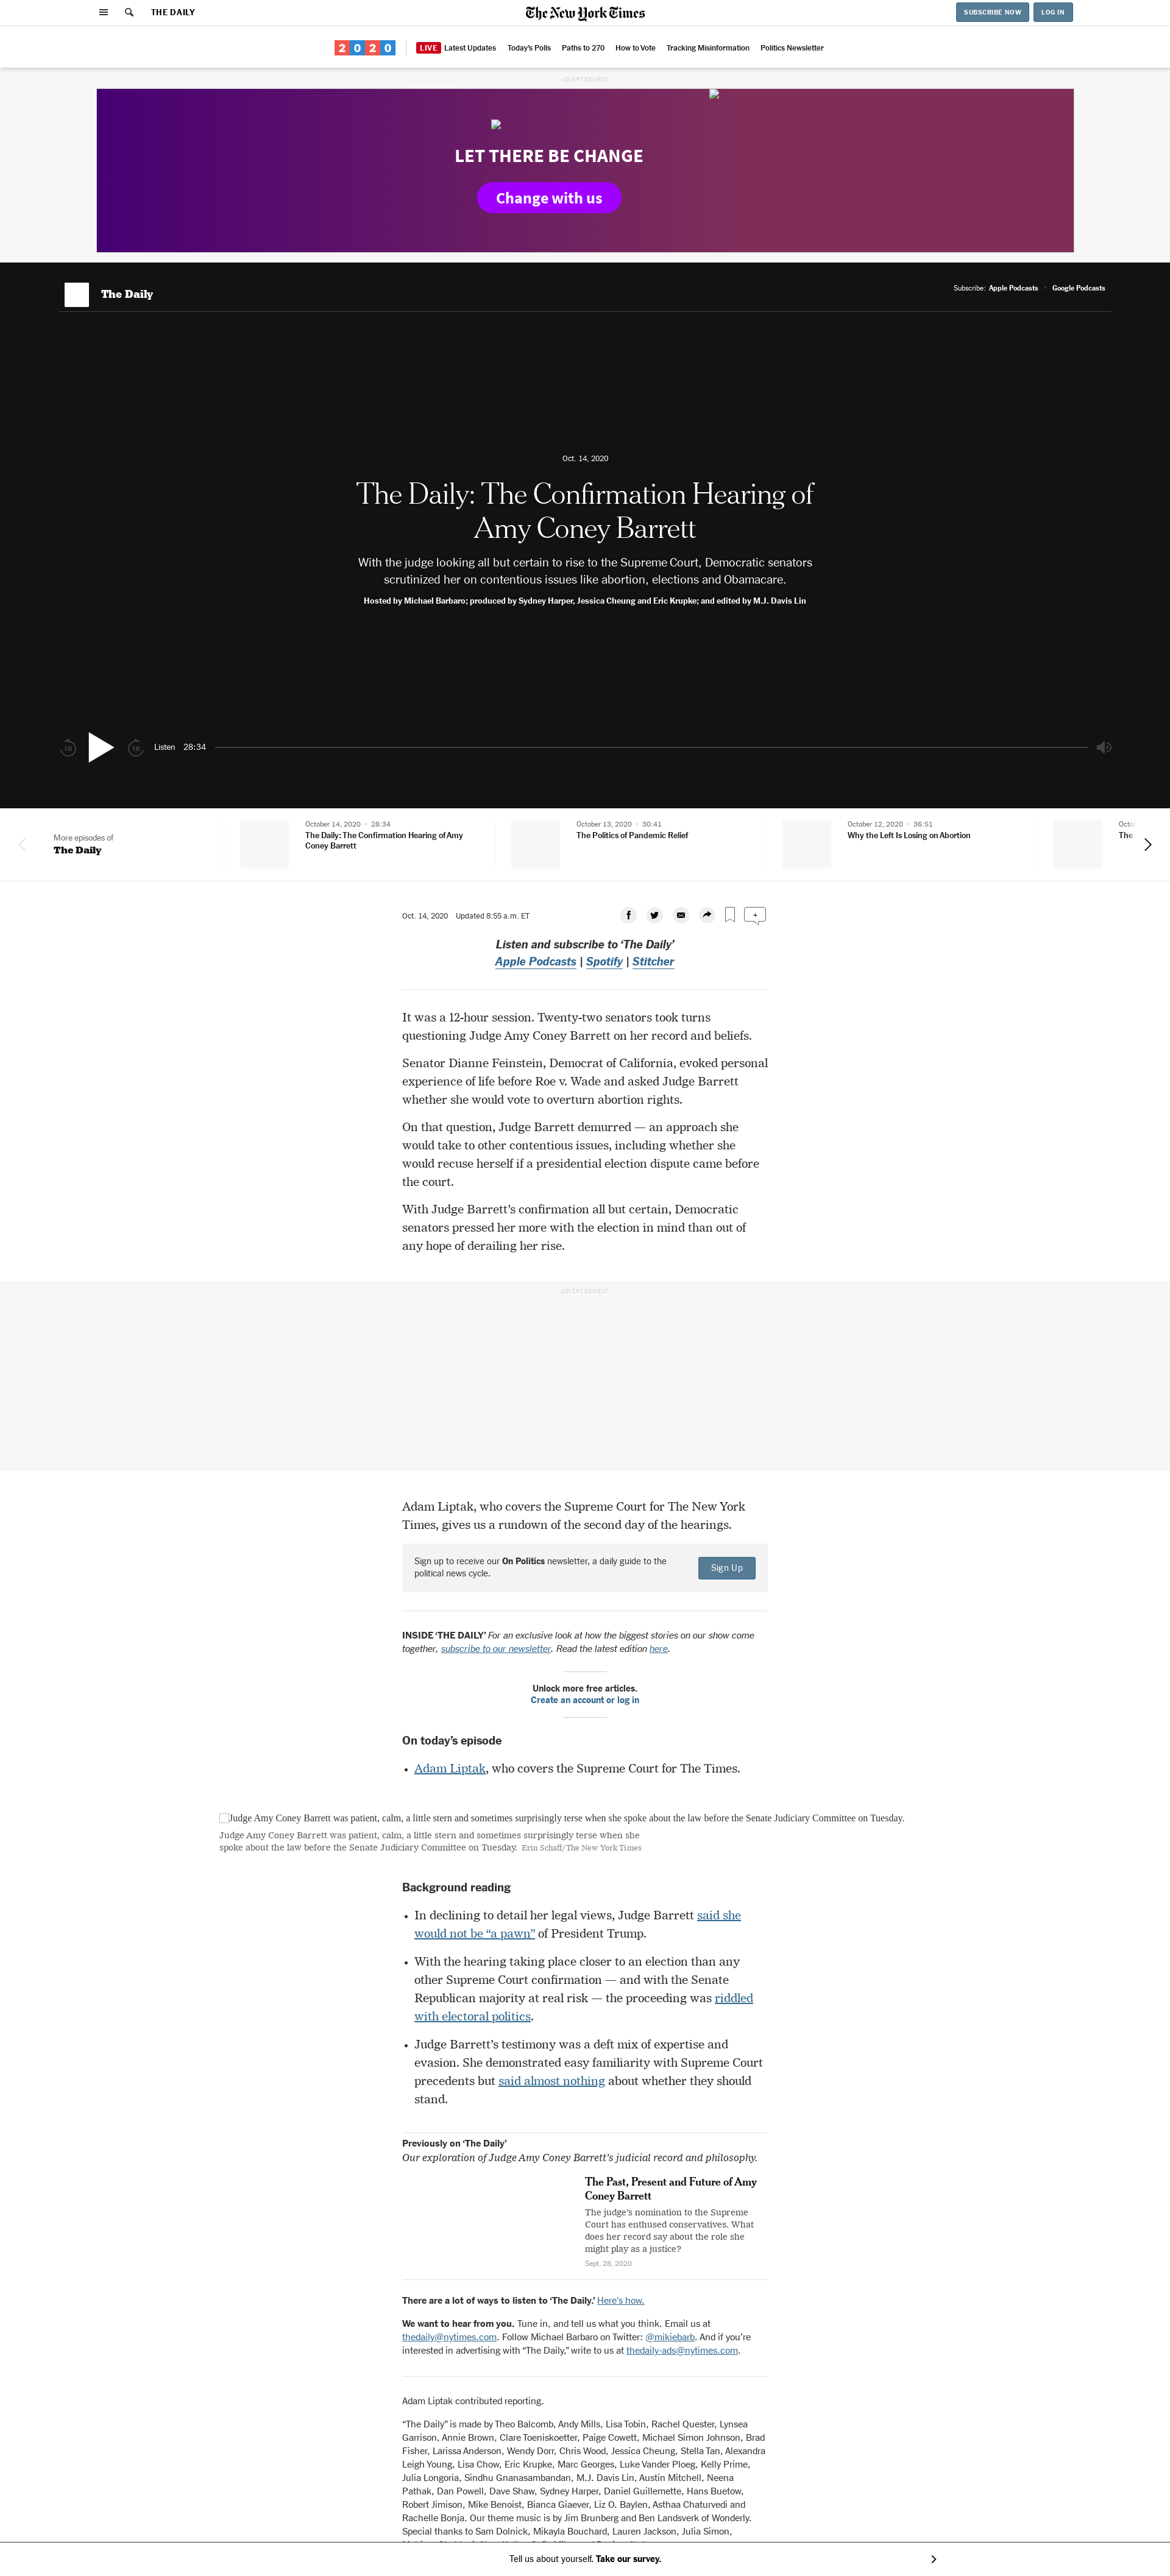 THE DAILY
The New York Times
SUBSCRIBE NOW
LOG IN
2020
LIVE Latest Updates
Today's Polls
Paths to 270
How to Vote
Tracking Misinformation
Politics Newsletter
ADVERTISEMENT
LET THERE BE CHANGE
Change with us
The Daily
Subscribe: Apple Podcasts • Google Podcasts
Oct. 14, 2020
The Daily: The Confirmation Hearing of
Amy Coney Barrett
With the judge looking all but certain to rise to the Supreme Court, Democratic senators
scrutinized her on contentious issues like abortion, elections and Obamacare.
Hosted by Michael Barbaro; produced by Sydney Harper, Jessica Cheung and Eric Krupke; and edited by M.J. Davis Lin
10
10
Listen 28:34
More episodes of
The Daily
October 14, 2020 • 28:34
The Daily: The Confirmation Hearing of Amy
Coney Barrett
October 13, 2020 • 30:41
The Politics of Pandemic Relief
October 12, 2020 • 36:51
Why the Left Is Losing on Abortion
The
Oct. 14, 2020 Updated 8:55 a.m. ET
+
Listen and subscribe to ‘The Daily’
Apple Podcasts | Spotify | Stitcher
It was a 12-hour session. Twenty-two senators took turns
questioning Judge Amy Coney Barrett on her record and beliefs.
Senator Dianne Feinstein, Democrat of California, evoked personal
experience of life before Roe v. Wade and asked Judge Barrett
whether she would vote to overturn abortion rights.
On that question, Judge Barrett demurred — an approach she
would take to other contentious issues, including whether she
would recuse herself if a presidential election dispute came before
the court.
With Judge Barrett’s confirmation all but certain, Democratic
senators pressed her more with the election in mind than out of
any hope of derailing her rise.
ADVERTISEMENT
Adam Liptak, who covers the Supreme Court for The New York
Times, gives us a rundown of the second day of the hearings.
Sign up to receive our On Politics newsletter, a daily guide to the
political news cycle.
Sign Up
INSIDE ‘THE DAILY’ For an exclusive look at how the biggest stories on our show come
together, subscribe to our newsletter. Read the latest edition here.
Unlock more free articles.
Create an account or log in
On today’s episode
• Adam Liptak, who covers the Supreme Court for The Times.
Judge Amy Coney Barrett was patient, calm, a little stern and sometimes surprisingly terse when she spoke about the law before the Senate Judiciary Committee on Tuesday.
Judge Amy Coney Barrett was patient, calm, a little stern and sometimes surprisingly terse when she
spoke about the law before the Senate Judiciary Committee on Tuesday. Erin Schaff/The New York Times
Background reading
• In declining to detail her legal views, Judge Barrett said she
would not be “a pawn” of President Trump.
• With the hearing taking place closer to an election than any
other Supreme Court confirmation — and with the Senate
Republican majority at real risk — the proceeding was riddled
with electoral politics.
• Judge Barrett’s testimony was a deft mix of expertise and
evasion. She demonstrated easy familiarity with Supreme Court
precedents but said almost nothing about whether they should
stand.
Previously on ‘The Daily’
Our exploration of Judge Amy Coney Barrett’s judicial record and philosophy.
The Past, Present and Future of Amy
Coney Barrett
The judge’s nomination to the Supreme
Court has enthused conservatives. What
does her record say about the role she
might play as a justice?
Sept. 28, 2020
There are a lot of ways to listen to ‘The Daily.’ Here’s how.
We want to hear from you. Tune in, and tell us what you think. Email us at
thedaily@nytimes.com. Follow Michael Barbaro on Twitter: @mikiebarb. And if you’re
interested in advertising with “The Daily,” write to us at thedaily-ads@nytimes.com.
Adam Liptak contributed reporting.
“The Daily” is made by Theo Balcomb, Andy Mills, Lisa Tobin, Rachel Quester, Lynsea
Garrison, Annie Brown, Clare Toeniskoetter, Paige Cowett, Michael Simon Johnson, Brad
Fisher, Larissa Anderson, Wendy Dorr, Chris Wood, Jessica Cheung, Stella Tan, Alexandra
Leigh Young, Lisa Chow, Eric Krupke, Marc Georges, Luke Vander Ploeg, Kelly Prime,
Julia Longoria, Sindhu Gnanasambandan, M.J. Davis Lin, Austin Mitchell, Neena
Pathak, Dan Powell, Dave Shaw, Sydney Harper, Daniel Guillemette, Hans Buetow,
Robert Jimison, Mike Benoist, Bianca Giaever, Liz O. Baylen, Asthaa Chaturvedi and
Rachelle Bonja. Our theme music is by Jim Brunberg and Ben Landsverk of Wonderly.
Special thanks to Sam Dolnick, Mikayla Bouchard, Lauren Jackson, Julia Simon,
Tell us about yourself. Take our survey.